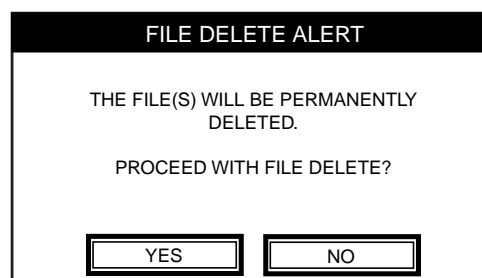 FILE DELETE ALERT
THE FILE(S) WILL BE PERMANENTLY
DELETED.
PROCEED WITH FILE DELETE?
YES
NO